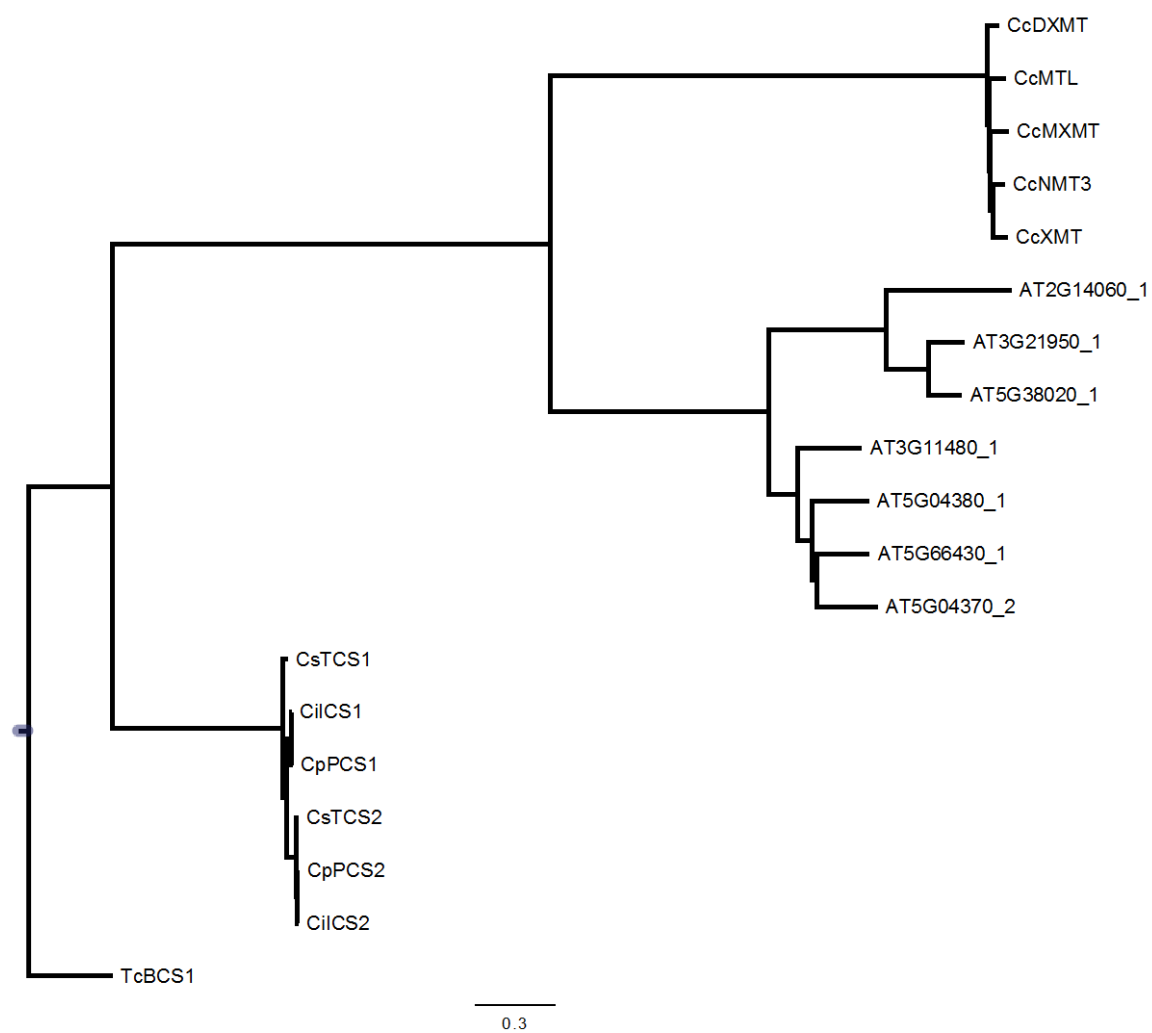 CcDXMT
CcMTL
CcMXMT
CcNMT3
CcXMT
AT2G14060_1
AT3G21950_1
AT5G38020_1
AT3G11480_1
AT5G04380_1
AT5G66430_1
AT5G04370_2
CsTCS1
CiICS1
CpPCS1
CsTCS2
CpPCS2
CiICS2
TcBCS1
0.3